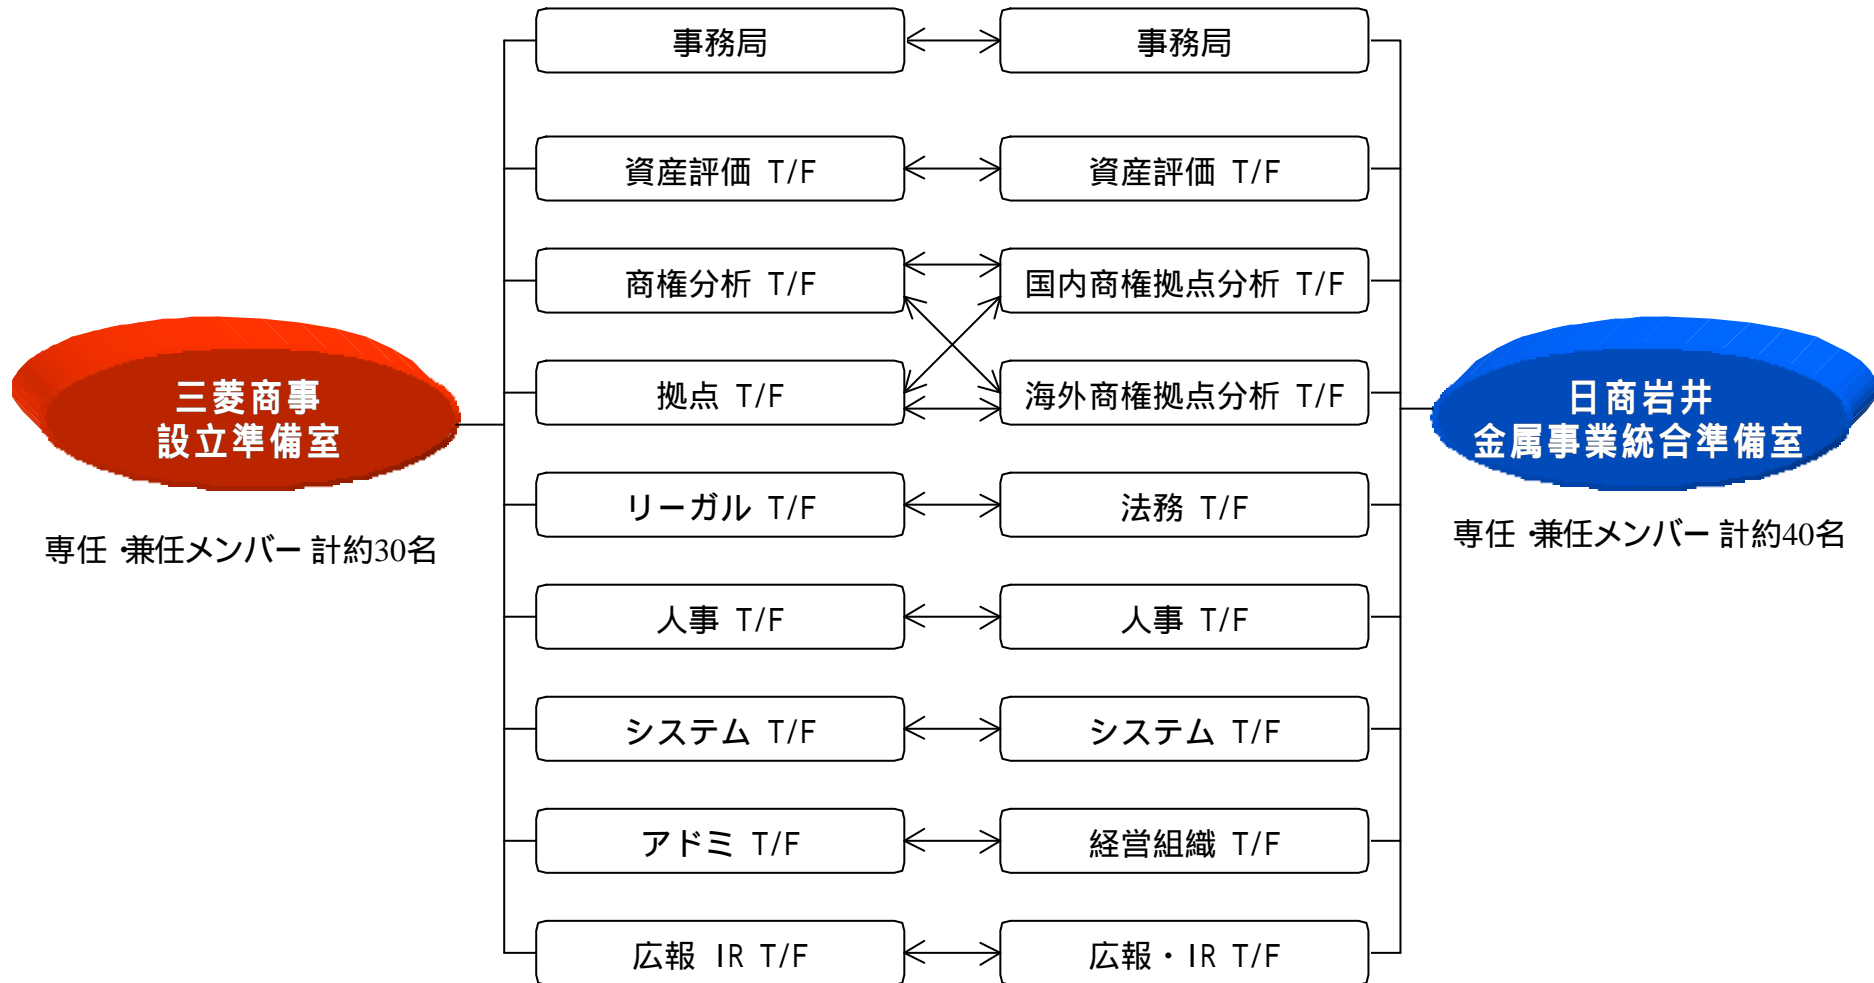 事務局
事務局
資産評価 T/F
資産評価 T/F
商権分析 T/F
国内商権拠点分析 T/F
拠点 T/F
海外商権拠点分析 T/F
三菱商事
設立準備室
専任・兼任メンバー 計約30名
日商岩井
金属事業統合準備室
専任・兼任メンバー 計約40名
リーガル T/F
法務 T/F
人事 T/F
人事 T/F
システム T/F
システム T/F
アドミ T/F
経営組織 T/F
広報 IR T/F
広報・IR T/F